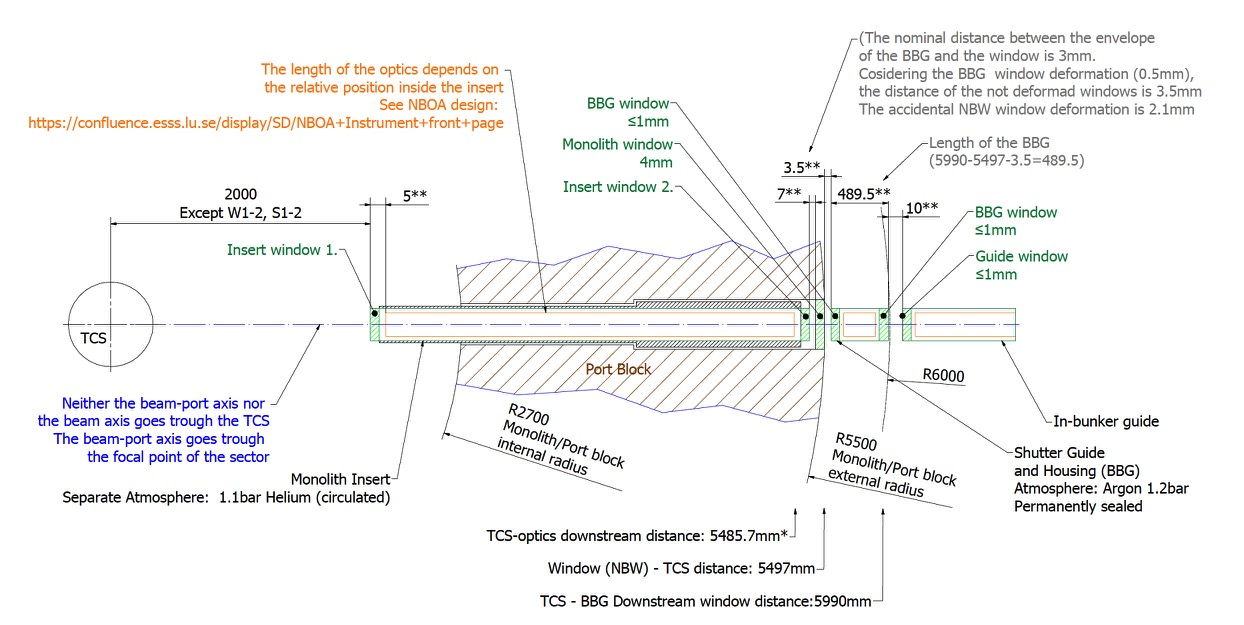 (The nominal distance between the envelope
of the BBG and the window is 3mm.
Cosidering the BBG  window deformation (0.5mm),
the distance of the not deformad windows is 3.5mm
The accidental NBW window deformation is 2.1mm
The length of the optics depends on
the relative position inside the insert
See NBOA design:
https://confluence.esss.lu.se/display/SD/NBOA+Instrument+front+page
BBG window
≤1mm
Monolith window
4mm
Insert window 2.
Length of the BBG
(5990-5497-3.5=489.5)
3.5**
2000
Except W1-2, S1-2
5**
7**
489.5**
10**
BBG window
≤1mm
Guide window
≤1mm
Insert window 1.
TCS
Port Block
R6000
Neither the beam-port axis nor
the beam axis goes trough the TCS
The beam-port axis goes trough
the focal point of the sector
R2700
Monolith/Port block
internal radius
R5500
Monolith/Port block
external radius
In-bunker guide
Monolith Insert
Separate Atmosphere:  1.1bar Helium (circulated)
Shutter Guide
and Housing (BBG)
Atmosphere: Argon 1.2bar
Permanently sealed
TCS-optics downstream distance: 5485.7mm*
Window (NBW) - TCS distance: 5497mm
TCS - BBG Downstream window distance:5990mm